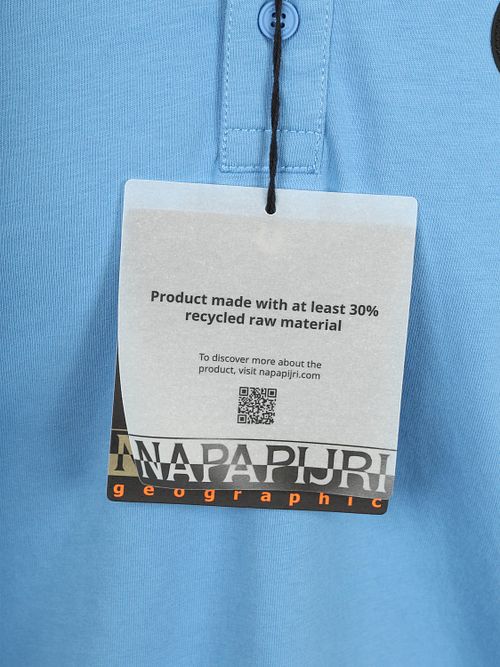 Product made with at least 30%
recycled raw material
To discover more about the
product, visit napapijri.com
NAPAPIJRI
geographic